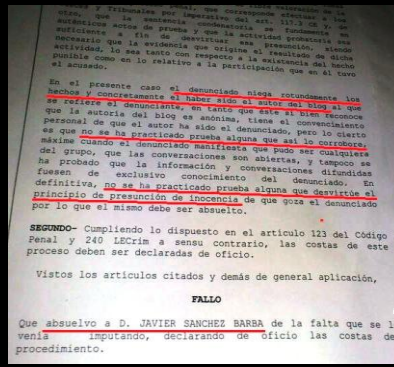 y Tribunales por imperativo del art.
otro, que la sentencia condenatoria se fundamente en
auténticos actos de prueba y que la actividad probatoria sea
suficiente a fin de desvirtuar esa presunción, siendo
necesario que la evidencia que origine el resultado de dicha
actividad, lo sea tanto con respecto a la existencia del hecho
punible como en lo relativo a la participación que en él tuvo
el acusado.
En el presente caso el denunciado niega rotundamente los
hechos y concretamente el haber sido el autor del blog al que
se refiere el denunciante, en tanto que éste si bien reconoce
que la autoría del blog es anónima, tiene el convencimiento
personal de que el autor ha sido el denunciado, pero lo cierto
es que no se ha practicado prueba alguna que así lo corrobore,
máxime cuando el denunciado manifiesta que pudo ser cualquiera
del grupo, que las conversaciones son abiertas, y tampoco se
ha probado que la información y conversaciones difundidas
fuesen de exclusivo conocimiento del denunciado. En
definitiva, no se ha practicado prueba alguna que desvirtúe el
principio de presunción de inocencia de que goza el denunciado
por lo que el mismo debe ser absuelto.
SEGUNDO- Cumpliendo lo dispuesto en el artículo 123 del Código
Penal y 240 LECrim a sensu contrario, las costas de este
proceso deben ser declaradas de oficio.
Vistos los artículos citados y demás de general aplicación,
FALLO
Que absuelvo a D. JAVIER SANCHEZ BARBA de la falta que se l
venía imputando, declarando de oficio las costas de
procedimiento.